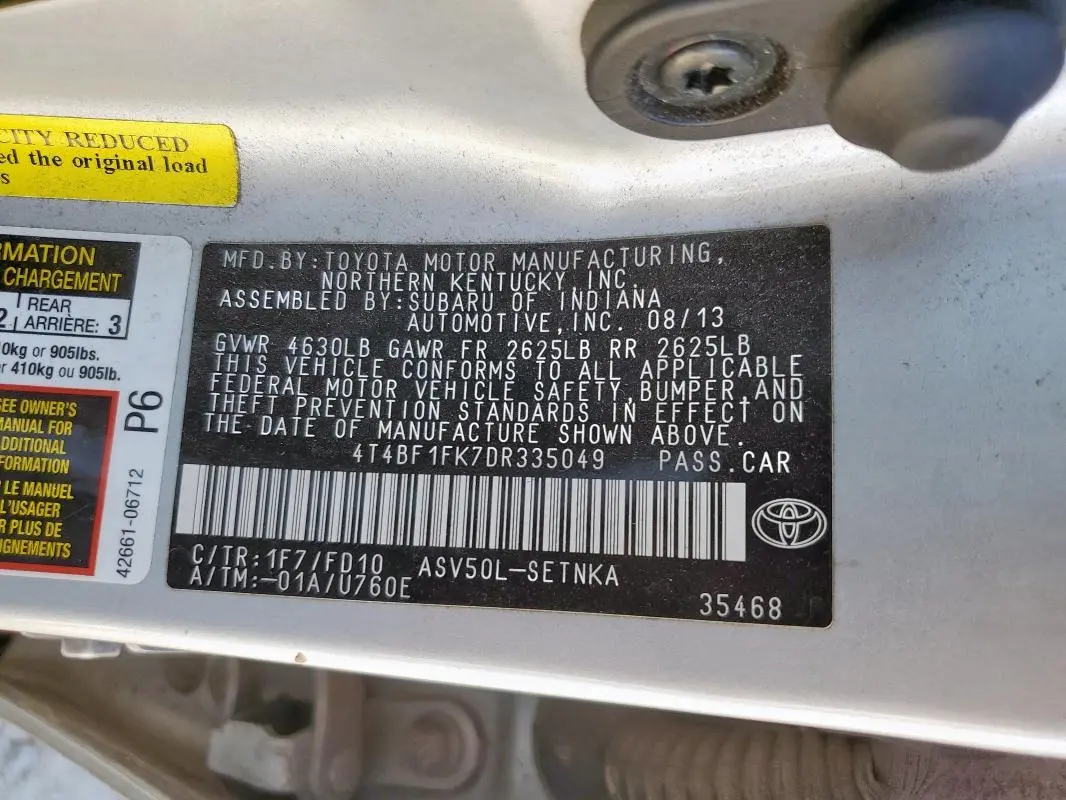 CITY REDUCED
ed the original load
s
RMATION
CHARGEMENT
2 REAR
ARRIÈRE: 3
0kg or 905lbs.
r 410kg ou 905lb.
SEE OWNER'S
MANUAL FOR
ADDITIONAL
FORMATION
LE MANUEL
L'USAGER
R PLUS DE
IGNEMENTS
P6
42661-06712
MFD.BY:TOYOTA MOTOR MANUFACTURING,
NORTHERN KENTUCKY,INC.
ASSEMBLED BY:SUBARU OF INDIANA
AUTOMOTIVE,INC. 08/13
GVWR 4630LB GAWR FR 2625LB RR 2625LB
THIS VEHICLE CONFORMS TO ALL APPLICABLE
FEDERAL MOTOR VEHICLE SAFETY,BUMPER,AND
THEFT PREVENTION STANDARDS IN EFFECT ON
THE DATE OF MANUFACTURE SHOWN ABOVE.
4T4BF1FK7DR335049 PASS.CAR
C/TR:1F7/FD10 ASV50L-SETNKA
A/TM:-01A/U760E
35468